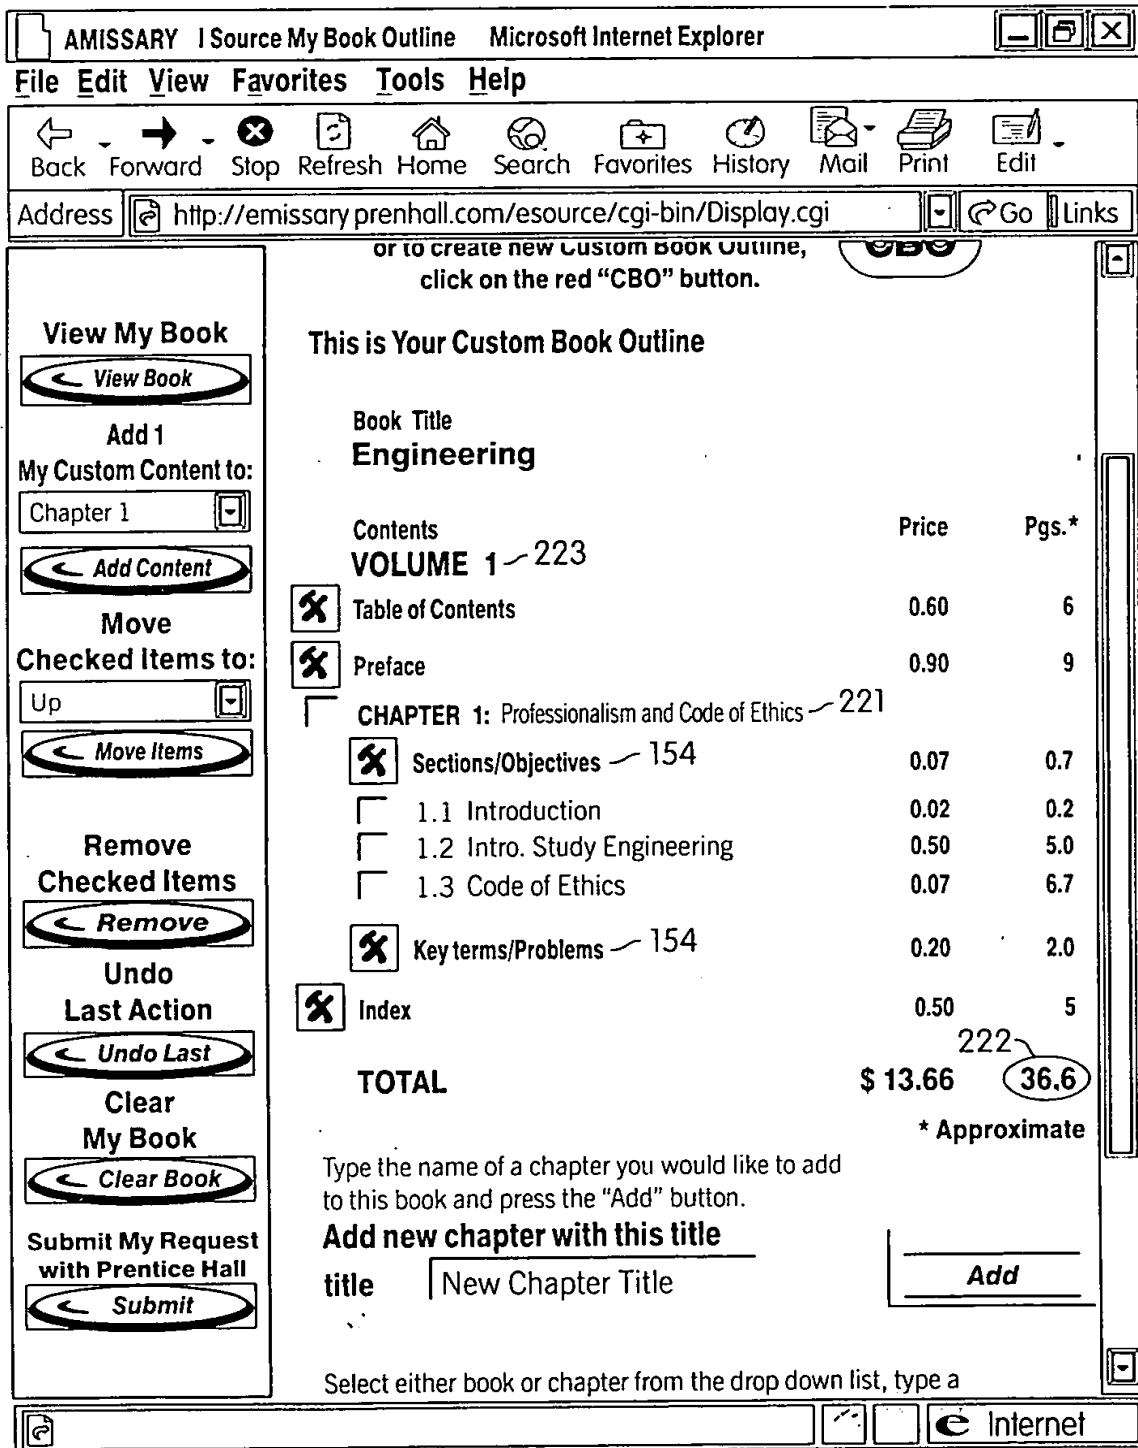 AMISSARY I Source My Book Outline Microsoft Internet Explorer
File Edit View Favorites Tools Help
Back Forward Stop Refresh Home Search Favorites History Mail Print Edit
Address http://emissary prenhall.com/esource/cgi-bin/Display.cgi Go Links
or to create new Custom Book Outline,
CBO
click on the red “CBO” button.
View My Book
View Book
Add 1
My Custom Content to:
Chapter 1
Add Content
Move
Checked Items to:
Up
Move Items
Remove
Checked Items
Remove
Undo
Last Action
Undo Last
Clear
My Book
Clear Book
Submit My Request
with Prentice Hall
Submit
This is Your Custom Book Outline
Book Title
Engineering
Contents Price Pgs.*
VOLUME 1 223
Table of Contents 0.60 6
Preface 0.90 9
CHAPTER 1: Professionalism and Code of Ethics 221
Sections/Objectives 154 0.07 0.7
1.1 Introduction 0.02 0.2
1.2 Intro. Study Engineering 0.50 5.0
1.3 Code of Ethics 0.07 6.7
Key terms/Problems 154 0.20 2.0
Index 0.50 5
222
TOTAL $ 13.66 36.6
* Approximate
Type the name of a chapter you would like to add
to this book and press the “Add” button.
Add new chapter with this title
title New Chapter Title Add
Select either book or chapter from the drop down list, type a
e Internet